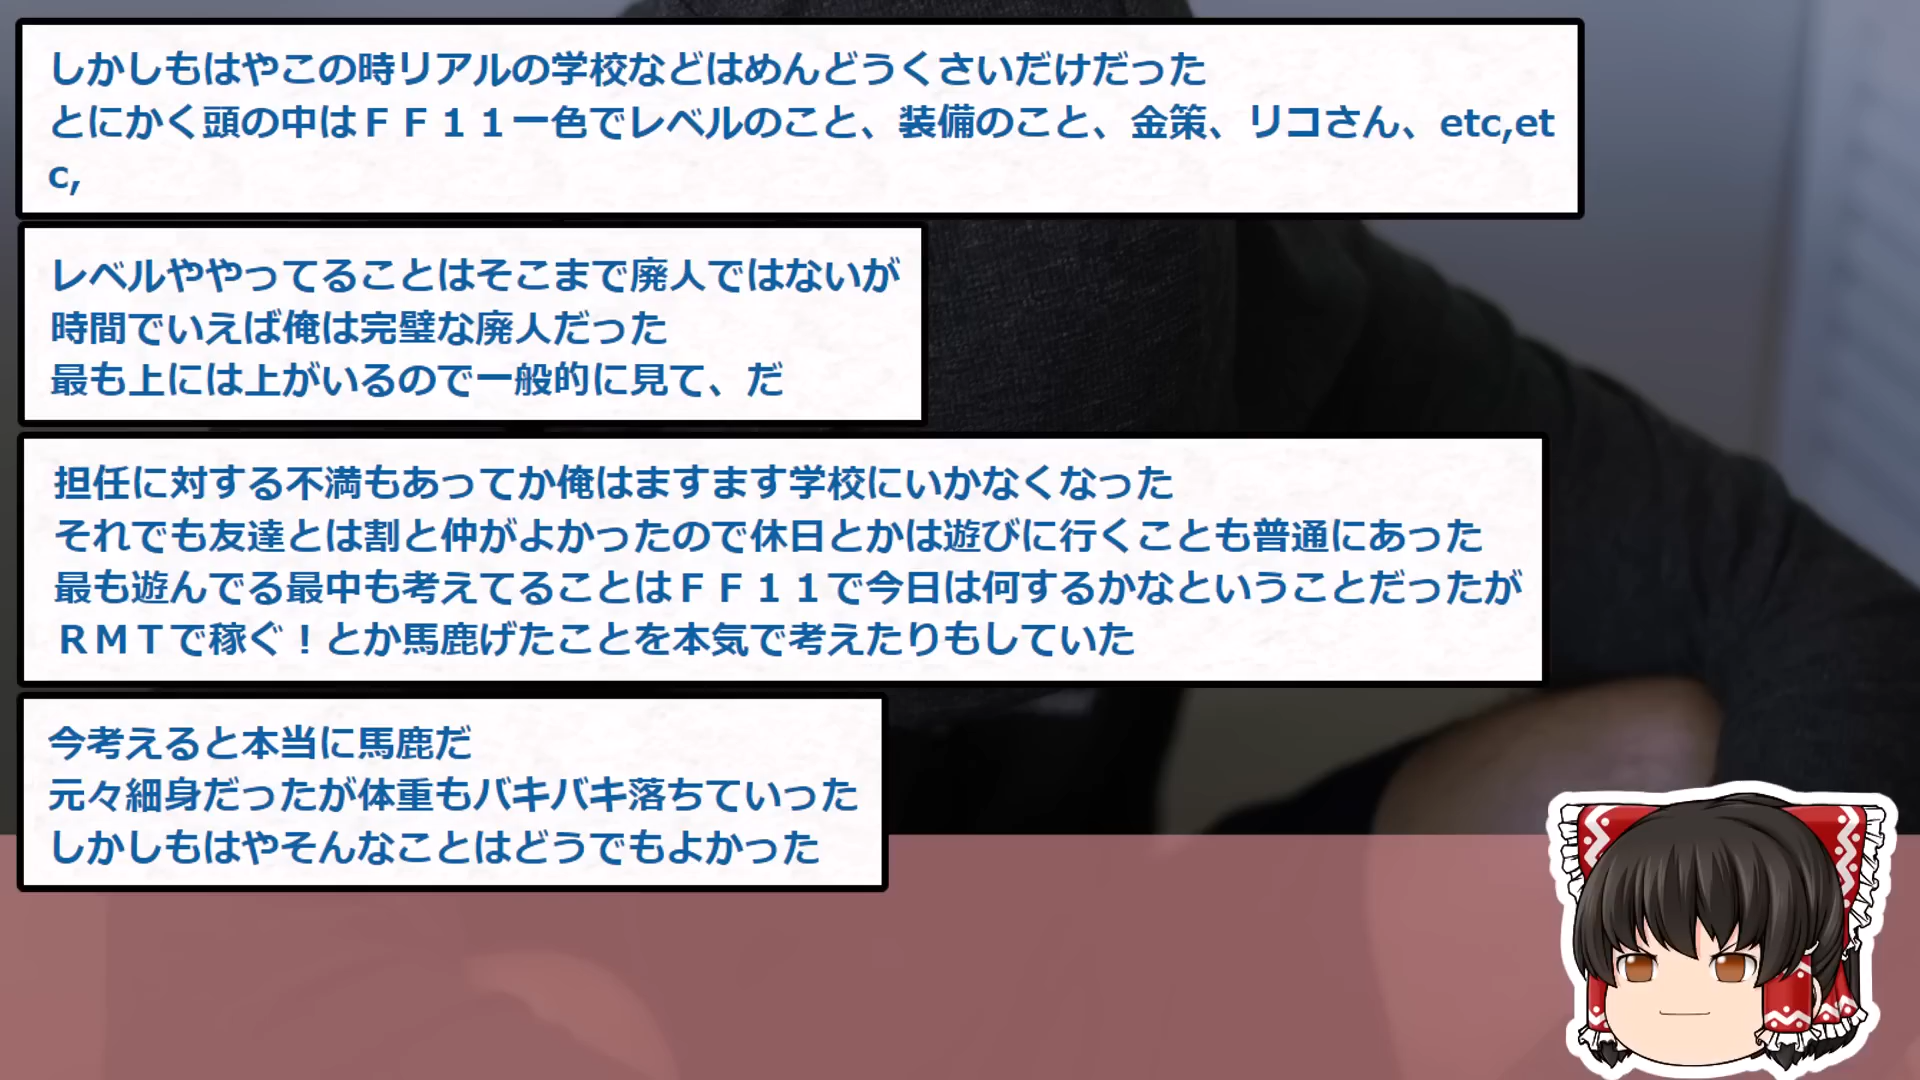 しかしもはやこの時リアルの学校などはめんどうくさいだけだった
とにかく頭の中はＦＦ１１一色でレベルのこと、装備のこと、金策、リコさん、etc,et
c,
レベルややってることはそこまで廃人ではないが
時間でいえば俺は完璧な廃人だった
最も上には上がいるので一般的に見て、だ
担任に対する不満もあってか俺はますます学校にいかなくなった
それでも友達とは割と仲がよかったので休日とかは遊びに行くことも普通にあった
最も遊んでる最中も考えてることはＦＦ１１で今日は何するかなということだったが
ＲＭＴで稼ぐ！とか馬鹿げたことを本気で考えたりもしていた
今考えると本当に馬鹿だ
元々細身だったが体重もバキバキ落ちていった
しかしもはやそんなことはどうでもよかった